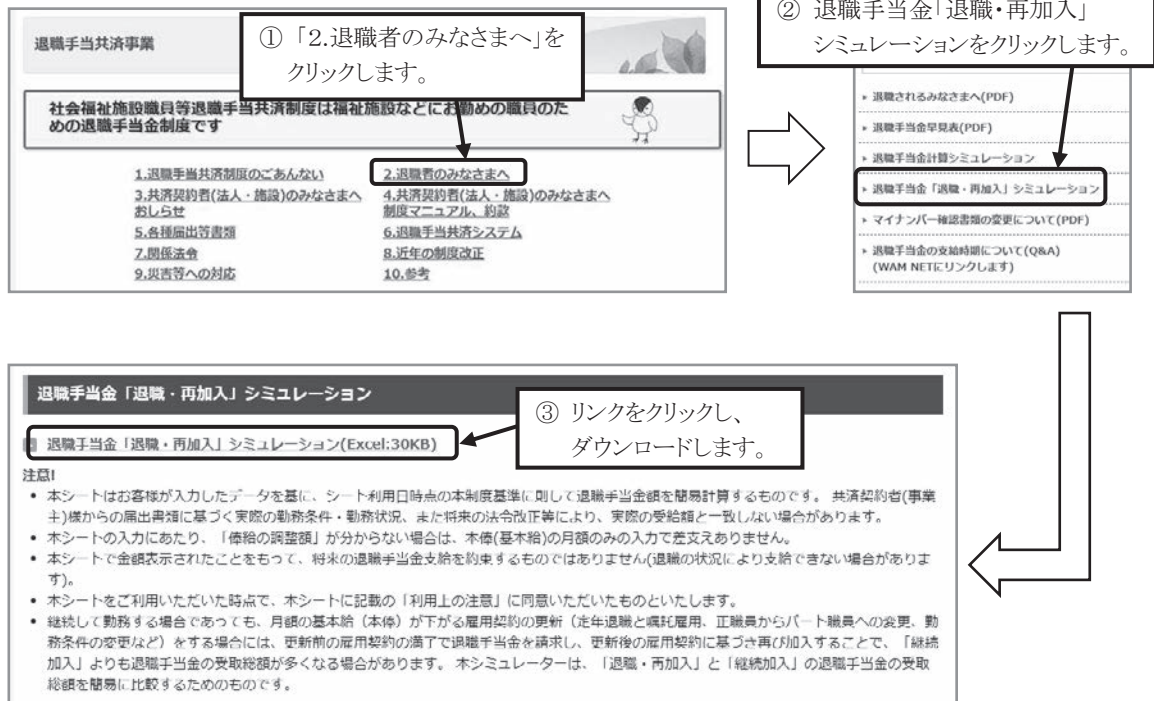 退職手当共済事業
① 「2.退職者のみなさまへ」を
クリックします。
社会福祉施設職員等退職手当共済制度は福祉施設などにお勤めの職員のた
めの退職手当金制度です
1.退職手当共済制度のごあんない
2.退職者のみなさまへ
3.共済契約者(法人・施設)のみなさまへ
おしらせ
4.共済契約者(法人・施設)のみなさまへ
制度マニュアル、約款
5.各種届出等書類
6.退職手当共済システム
7.関係法令
8.近年の制度改正
9.災害等への対応
10.参考
② 退職手当金「退職・再加入」
シミュレーションをクリックします。
退職されるみなさまへ(PDF)
退職手当金早見表(PDF)
退職手当金計算シミュレーション
退職手当金「退職・再加入」シミュレーション
マイナンバー確認書類の変更について(PDF)
退職手当金の支給時期について(Q&A)
(WAM NETにリンクします)
退職手当金「退職・再加入」シミュレーション
③ リンクをクリックし、
ダウンロードします。
退職手当金「退職・再加入」シミュレーション(Excel:30KB)
注意!
• 本シートはお客様が入力したデータを基に、シート利用日時点の本制度基準に則して退職手当金額を簡易計算するものです。 共済契約者(事業
主)様からの届出書類に基づく実際の勤務条件・勤務状況、また将来の法令改正等により、実際の受給額と一致しない場合があります。
• 本シートの入力にあたり、「俸給の調整額」が分からない場合は、本俸(基本給)の月額のみの入力で差支えありません。
• 本シートで金額表示されたことをもって、将来の退職手当金支給を約束するものではありません(退職の状況により支給できない場合がありま
す)。
• 本シートをご利用いただいた時点で、本シートに記載の「利用上の注意」に同意いただいたものといたします。
• 継続して勤務する場合であっても、月額の基本給（本俸）が下がる雇用契約の更新（定年退職と嘱託雇用、正職員からパート職員への変更、勤
務条件の変更など）をする場合には、更新前の雇用契約の満了で退職手当金を請求し、更新後の雇用契約に基づき再び加入することで、「継続
加入」よりも退職手当金の受取総額が多くなる場合があります。 本シミュレーターは、「退職・再加入」と「継続加入」の退職手当金の受取
総額を簡易に比較するためのものです。